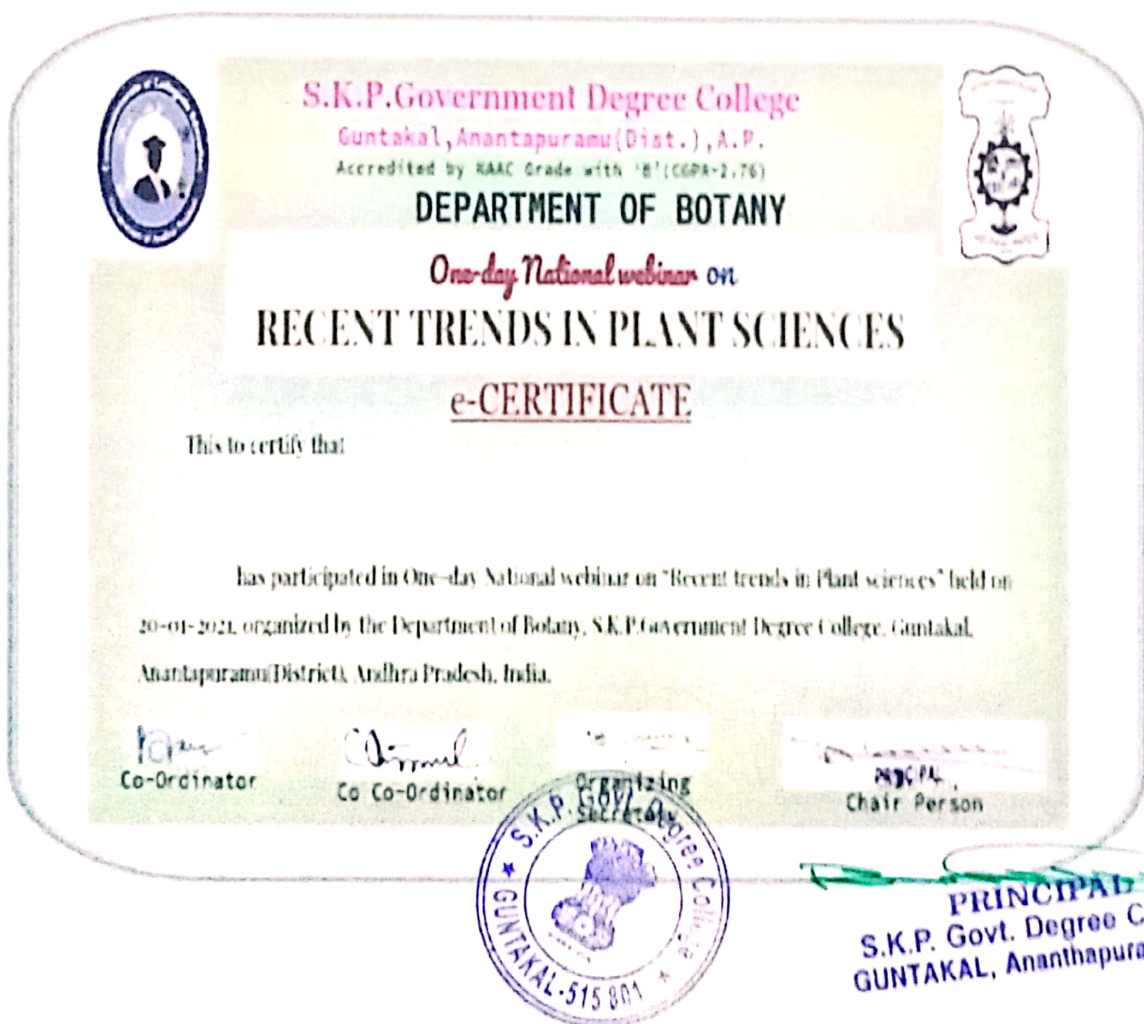 S.K.P.Government Degree College
Guntakal,Anantapuramu(Dist.),A.P.
Accredited by NAAC Grade with 'B'(CGPA-2.76)
DEPARTMENT OF BOTANY
One-day National webinar on
RECENT TRENDS IN PLANT SCIENCES
e-CERTIFICATE
This to certify that
has participated in One-day National webinar on "Recent trends in Plant sciences" held on
20-01-2021, organized by the Department of Botany, S.K.P.Government Degree College, Guntakal,
Anantapuramu(District), Andhra Pradesh, India.
Co-Ordinator
Co Co-Ordinator
Organizing
Secretary
Chair Person
S.K.P. Govt. Degree College
GUNTAKAL-515 801
PRINCIPAL
S.K.P. Govt. Degree C
GUNTAKAL, Ananthapura